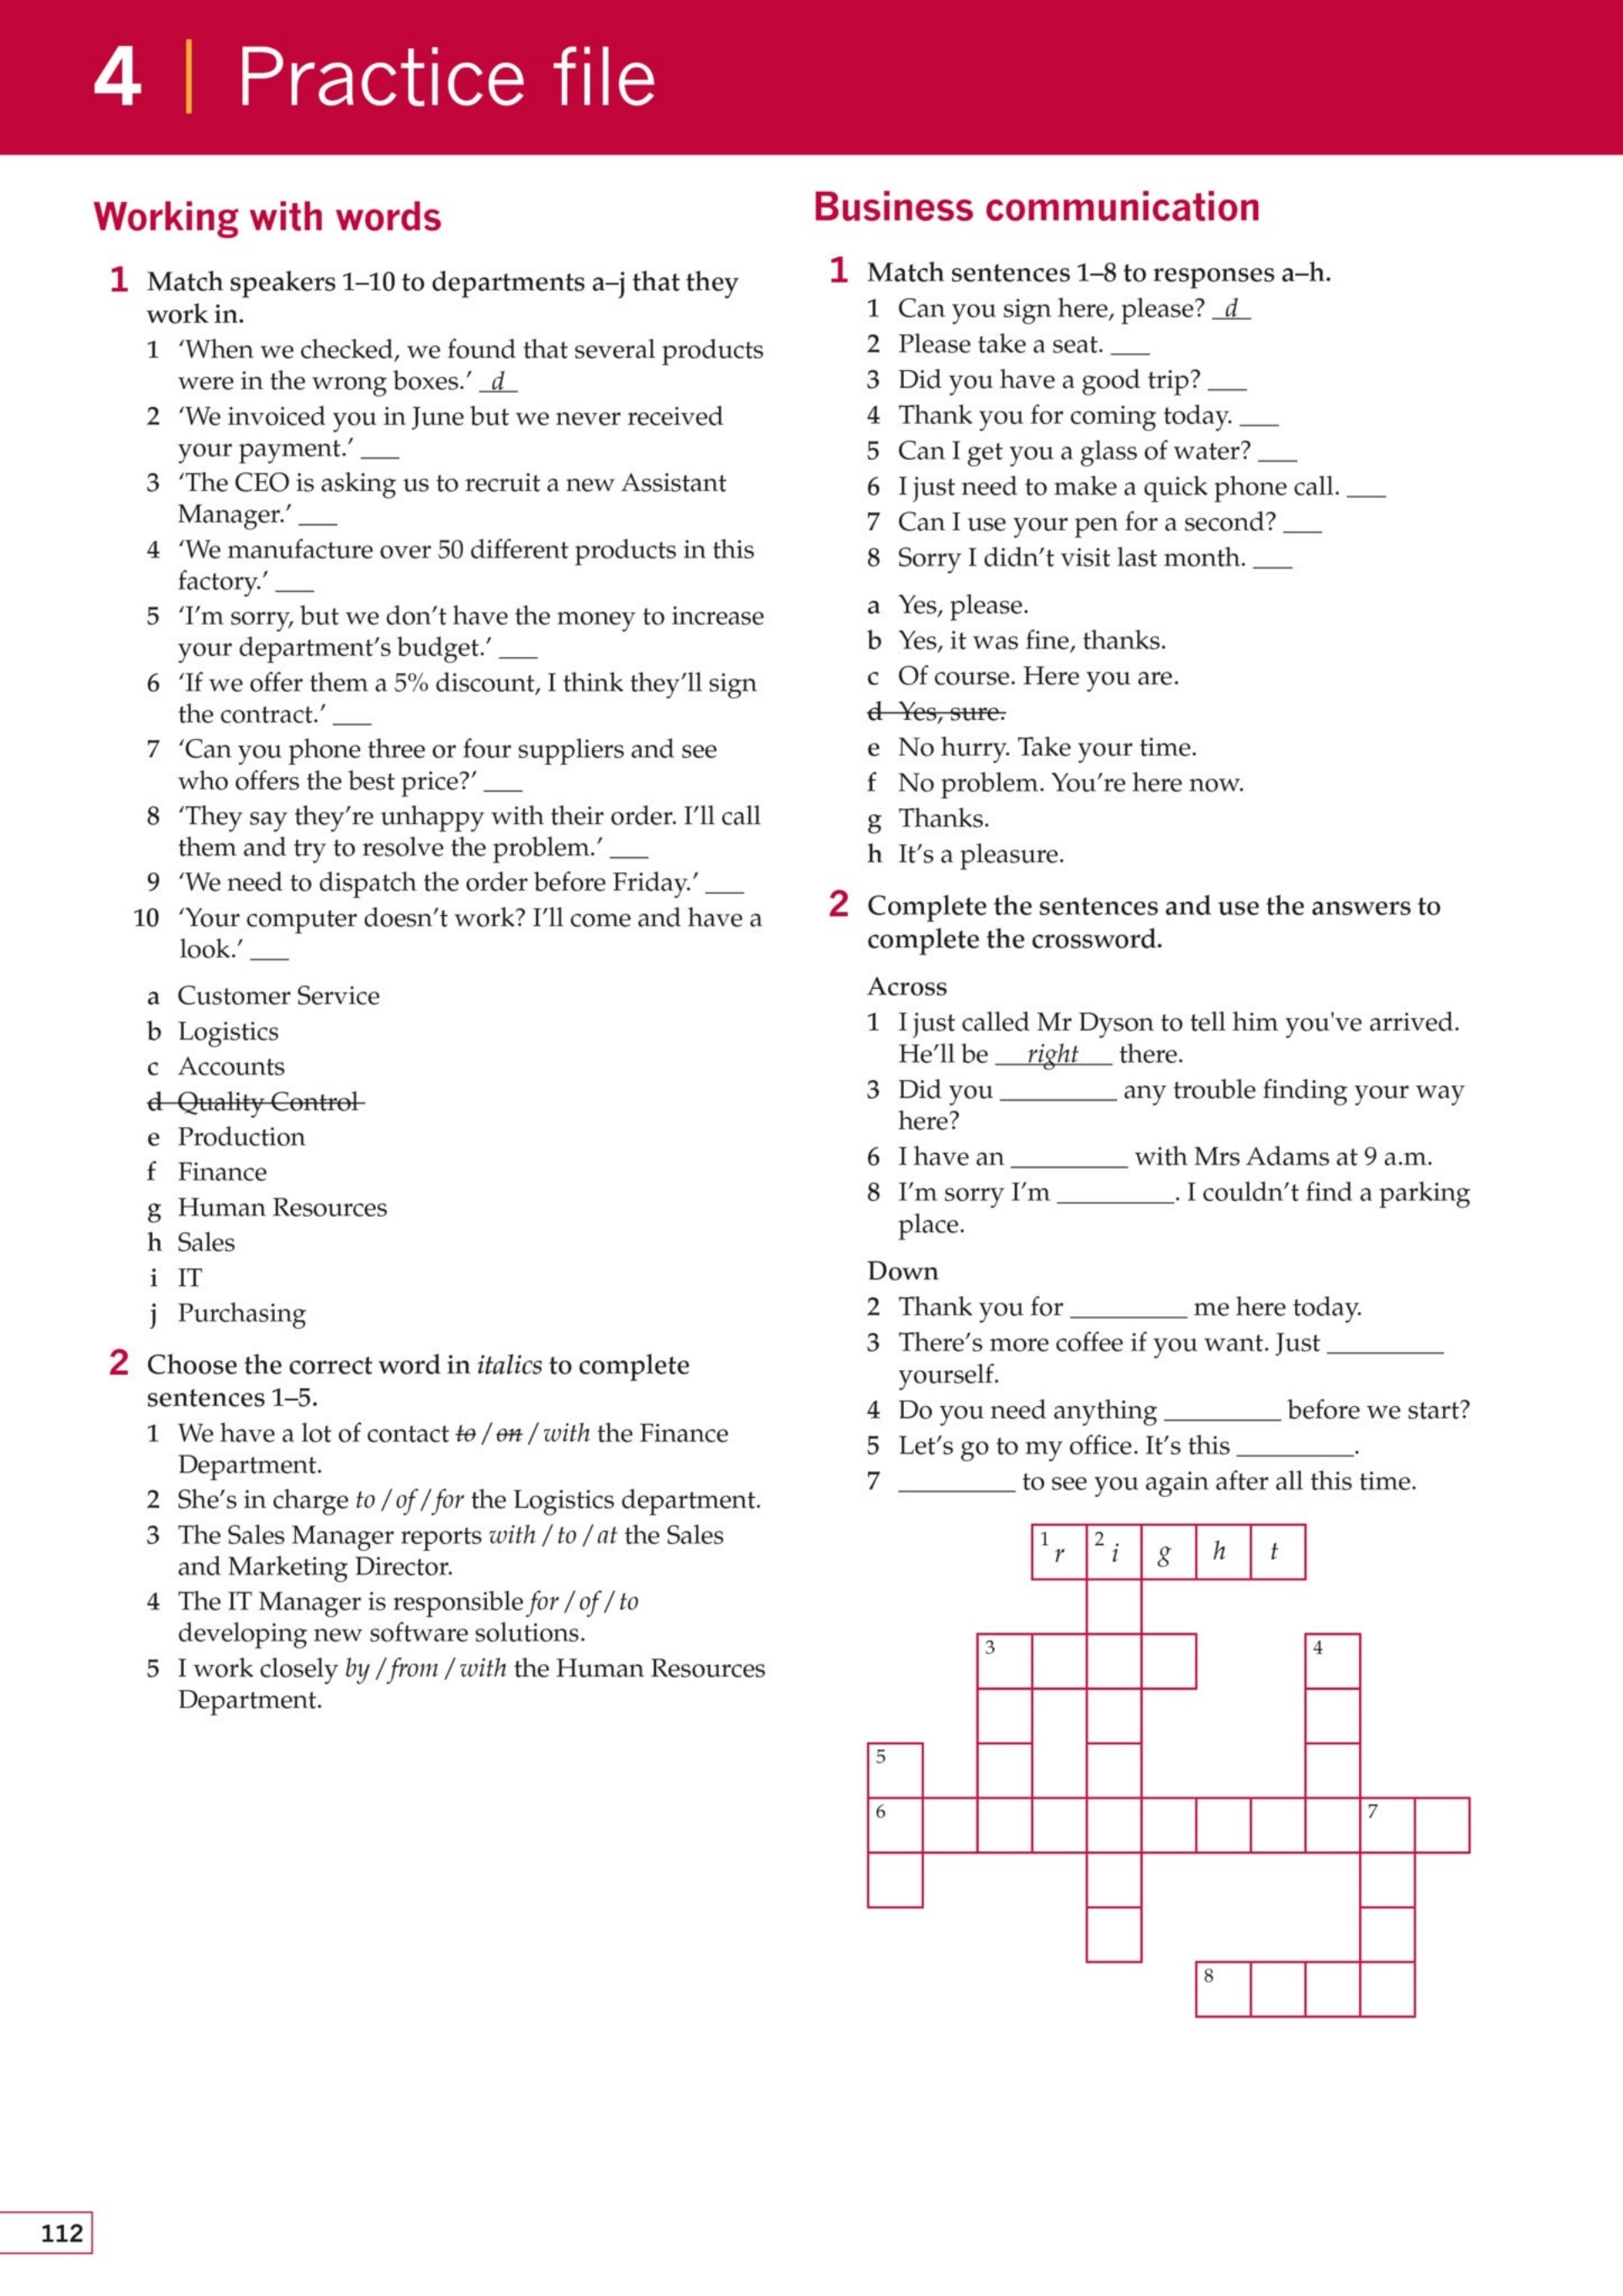 4 | Practice file
Working with words
1 Match speakers 1–10 to departments a–j that they
work in.
1 ‘When we checked, we found that several products
were in the wrong boxes.’ d
2 ‘We invoiced you in June but we never received
your payment.’ ___
3 ‘The CEO is asking us to recruit a new Assistant
Manager.’ ___
4 ‘We manufacture over 50 different products in this
factory.’ ___
5 ‘I’m sorry, but we don’t have the money to increase
your department’s budget.’ ___
6 ‘If we offer them a 5% discount, I think they’ll sign
the contract.’ ___
7 ‘Can you phone three or four suppliers and see
who offers the best price?’ ___
8 ‘They say they’re unhappy with their order. I’ll call
them and try to resolve the problem.’ ___
9 ‘We need to dispatch the order before Friday.’ ___
10 ‘Your computer doesn’t work? I’ll come and have a
look.’ ___
a Customer Service
b Logistics
c Accounts
d Quality Control
e Production
f Finance
g Human Resources
h Sales
i IT
j Purchasing
2 Choose the correct word in italics to complete
sentences 1–5.
1 We have a lot of contact to / on / with the Finance
Department.
2 She’s in charge to / of / for the Logistics department.
3 The Sales Manager reports with / to / at the Sales
and Marketing Director.
4 The IT Manager is responsible for / of / to
developing new software solutions.
5 I work closely by / from / with the Human Resources
Department.
Business communication
1 Match sentences 1–8 to responses a–h.
1 Can you sign here, please? d
2 Please take a seat. ___
3 Did you have a good trip? ___
4 Thank you for coming today. ___
5 Can I get you a glass of water? ___
6 I just need to make a quick phone call. ___
7 Can I use your pen for a second? ___
8 Sorry I didn’t visit last month. ___
a Yes, please.
b Yes, it was fine, thanks.
c Of course. Here you are.
d Yes, sure.
e No hurry. Take your time.
f No problem. You’re here now.
g Thanks.
h It’s a pleasure.
2 Complete the sentences and use the answers to
complete the crossword.
Across
1 I just called Mr Dyson to tell him you've arrived.
He’ll be right there.
3 Did you _________ any trouble finding your way
here?
6 I have an _________ with Mrs Adams at 9 a.m.
8 I’m sorry I’m _________. I couldn’t find a parking
place.
Down
2 Thank you for _________ me here today.
3 There’s more coffee if you want. Just _________
yourself.
4 Do you need anything _________ before we start?
5 Let’s go to my office. It’s this _________.
7 _________ to see you again after all this time.
1 r 2 i g h t
3 4
5
6 7
8
112